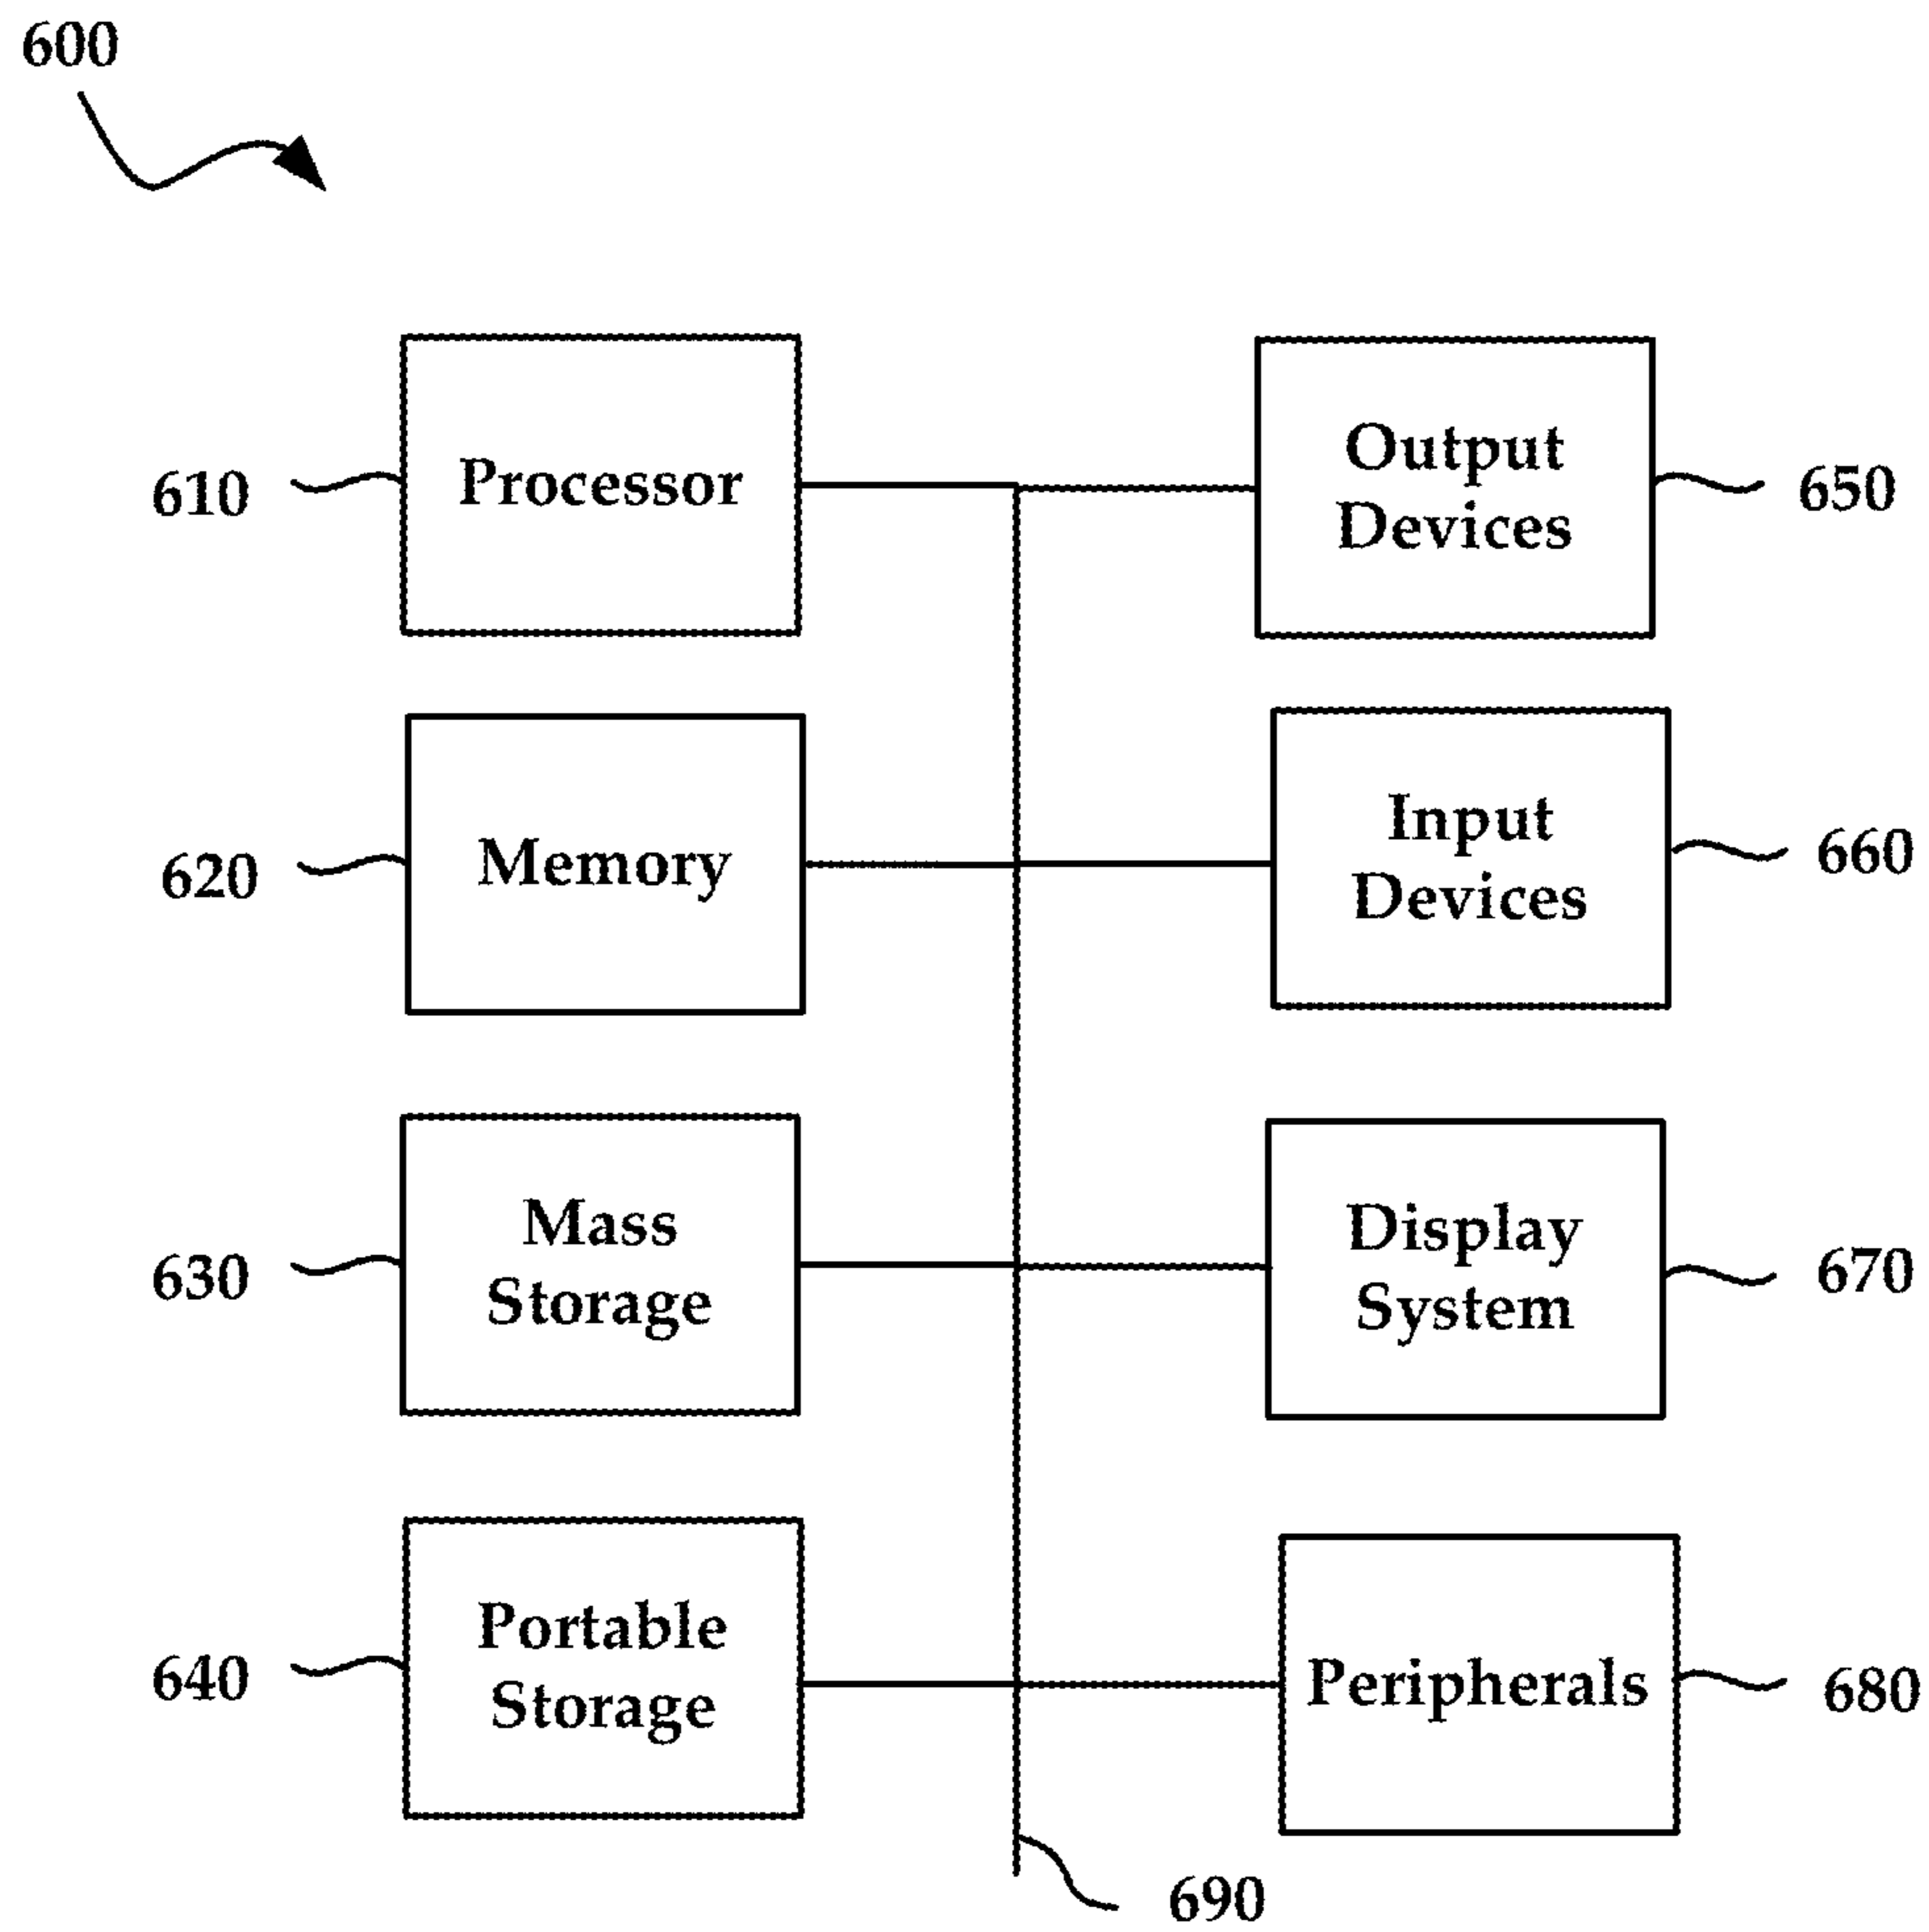 600
610
Processor
Output
Devices
650
620
Memory
Input
Devices
660
630
Mass
Storage
Display
System
670
640
Portable
Storage
Peripherals
680
690